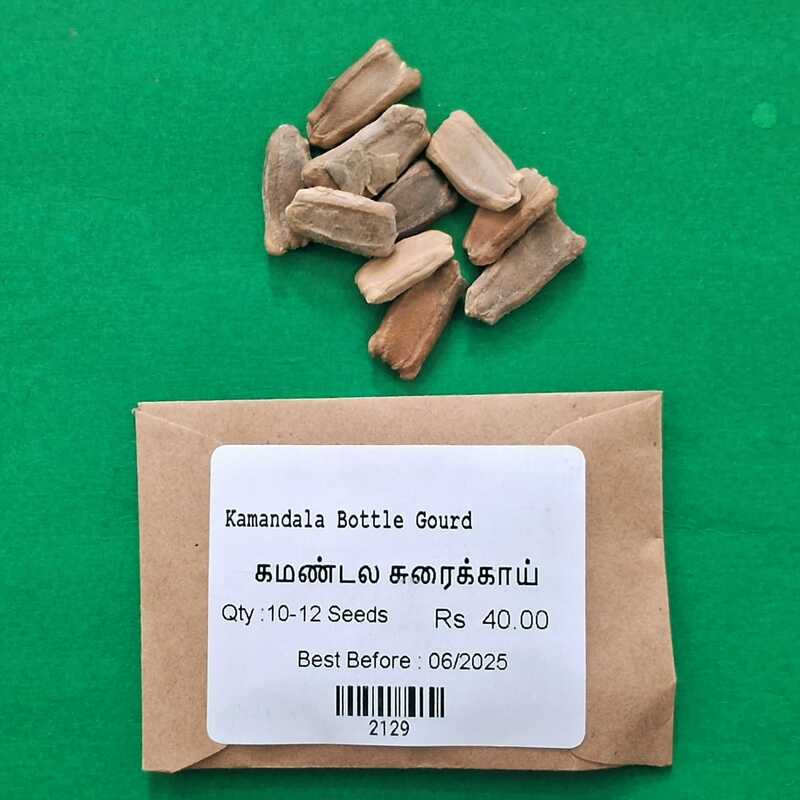 Kamandala Bottle Gourd
கமண்டல சுரைக்காய்
Qty :10-12 Seeds Rs 40.00
Best Before : 06/2025
2129